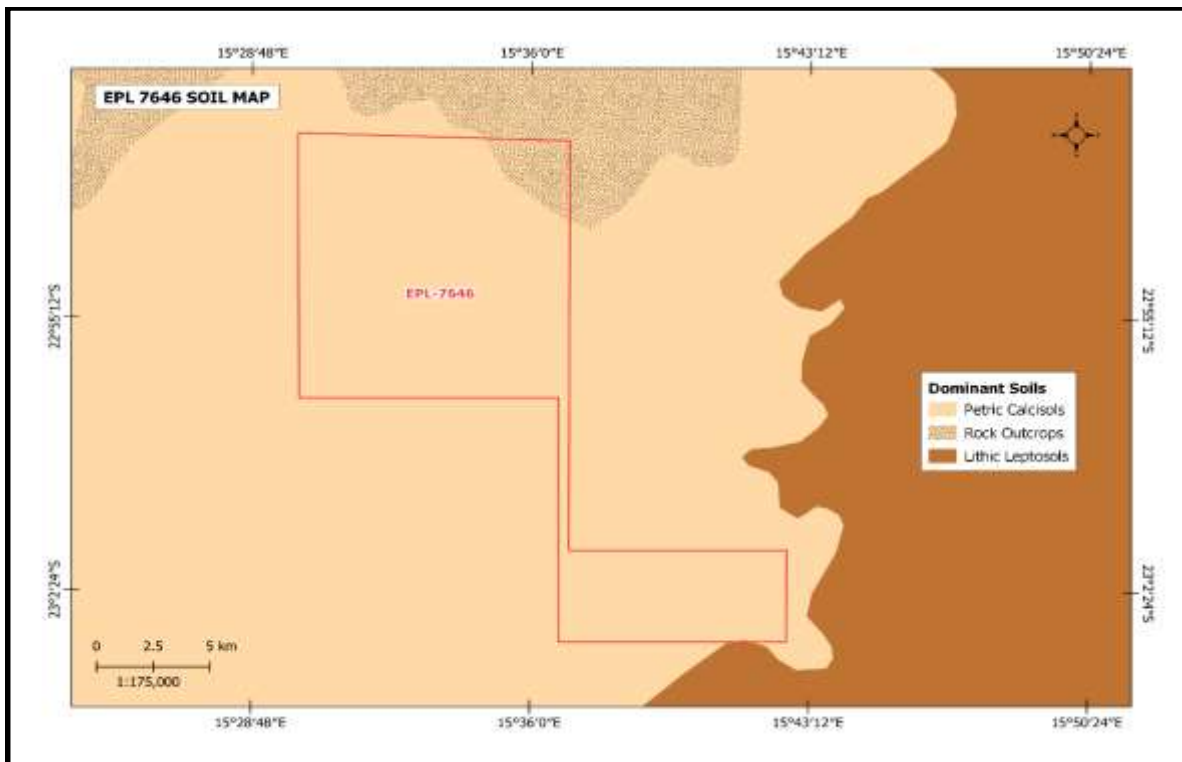 15°28'48"E
15°36'0"E
15°43'12"E
15°50'24"E
EPL 7646 SOIL MAP
EPL-7646
22°55'12"S
22°55'12"S
Dominant Soils
Petric Calcisols
Rock Outcrops
Lithic Leptosols
23°2'24"S
23°2'24"S
0 2.5 5 km
1:175,000
15°28'48"E
15°36'0"E
15°43'12"E
15°50'24"E